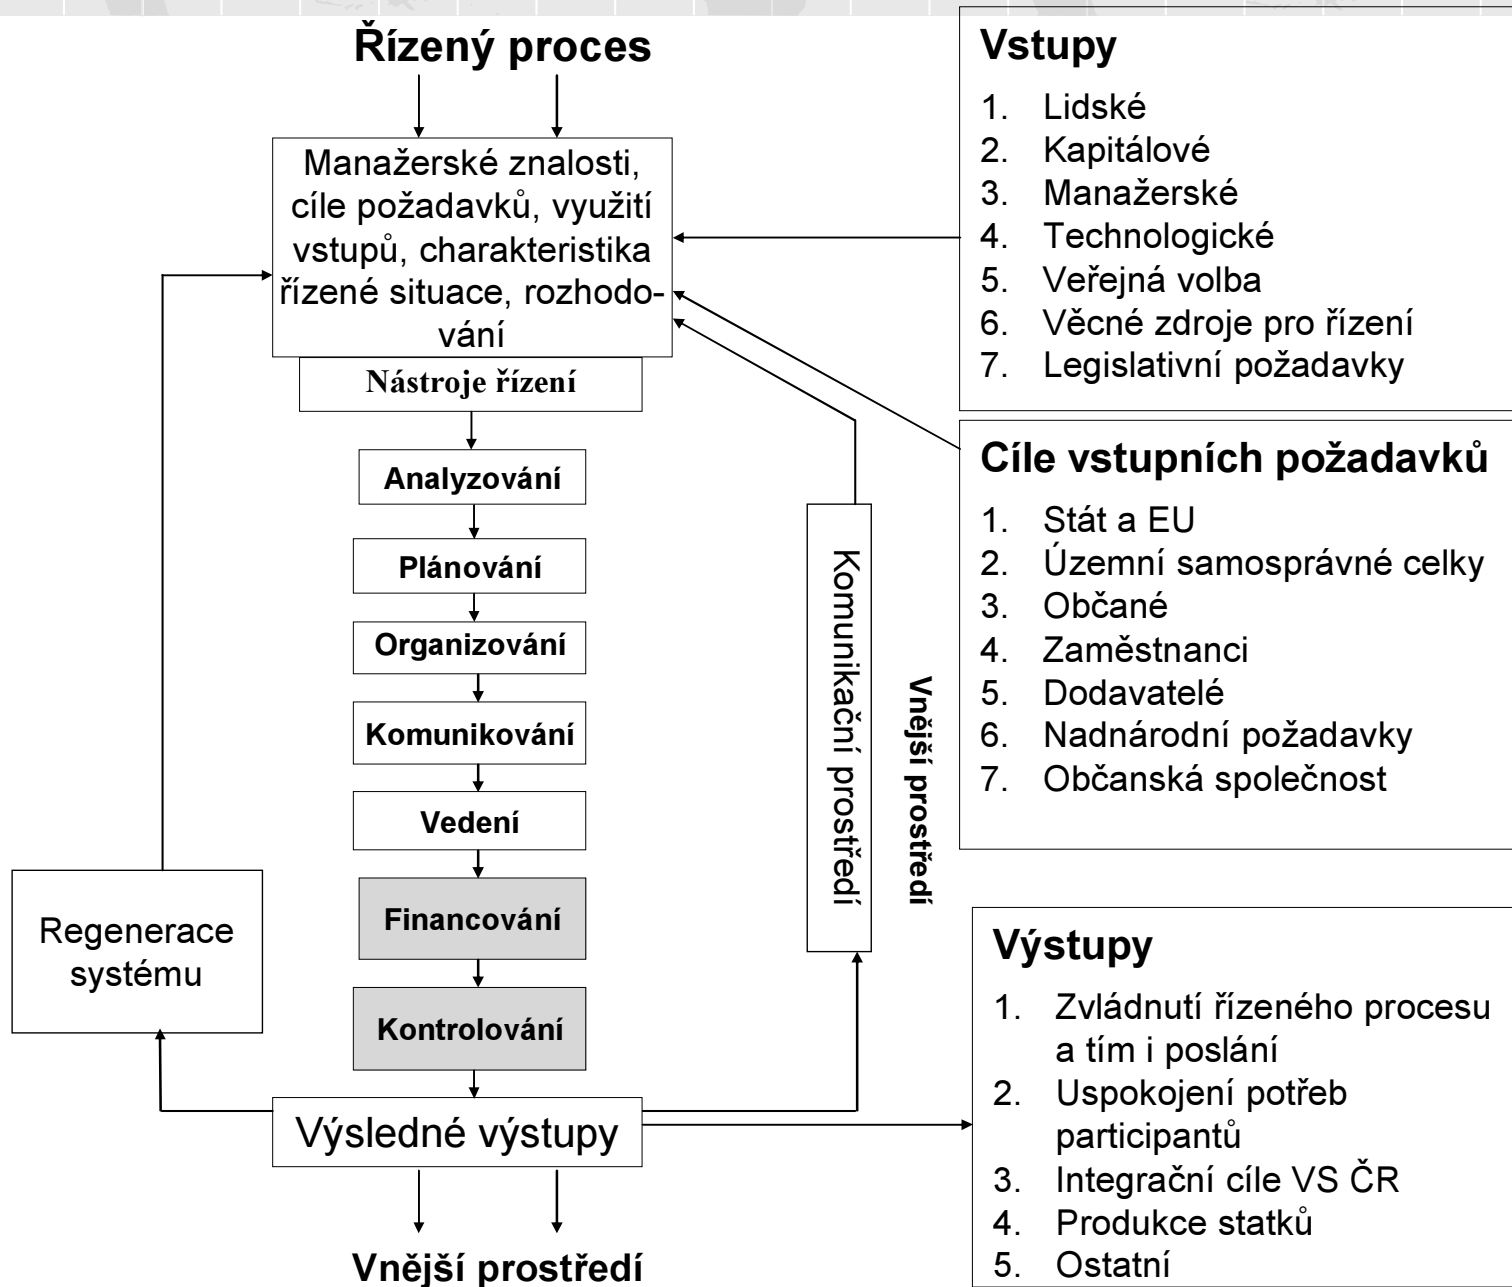 Řízený proces
Manažerské znalosti,
cíle požadavků, využití
vstupů, charakteristika
řízené situace, rozhodo-
vání
Nástroje řízení
Analyzování
Plánování
Organizování
Komunikování
Vedení
Financování
Kontrolování
Výsledné výstupy
Vnější prostředí
Regenerace
systému
Komunikační prostředí
Vnější prostředí
Vstupy
1. Lidské
2. Kapitálové
3. Manažerské
4. Technologické
5. Veřejná volba
6. Věcné zdroje pro řízení
7. Legislativní požadavky
Cíle vstupních požadavků
1. Stát a EU
2. Územní samosprávné celky
3. Občané
4. Zaměstnanci
5. Dodavatelé
6. Nadnárodní požadavky
7. Občanská společnost
Výstupy
1. Zvládnutí řízeného procesu
a tím i poslání
2. Uspokojení potřeb
participantů
3. Integrační cíle VS ČR
4. Produkce statků
5. Ostatní